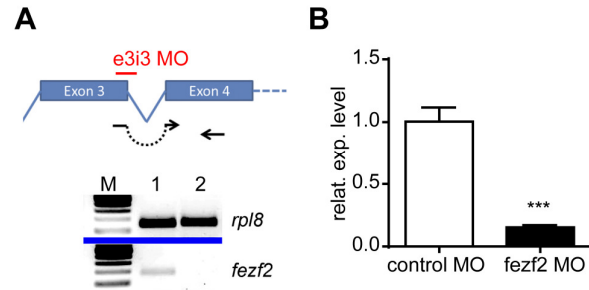 A
e3i3 MO
Exon 3
Exon 4
M 1 2
rpl8
fezf2
B
relat. exp. level
1.5
1.0
0.5
0.0
***
control MO
fezf2 MO